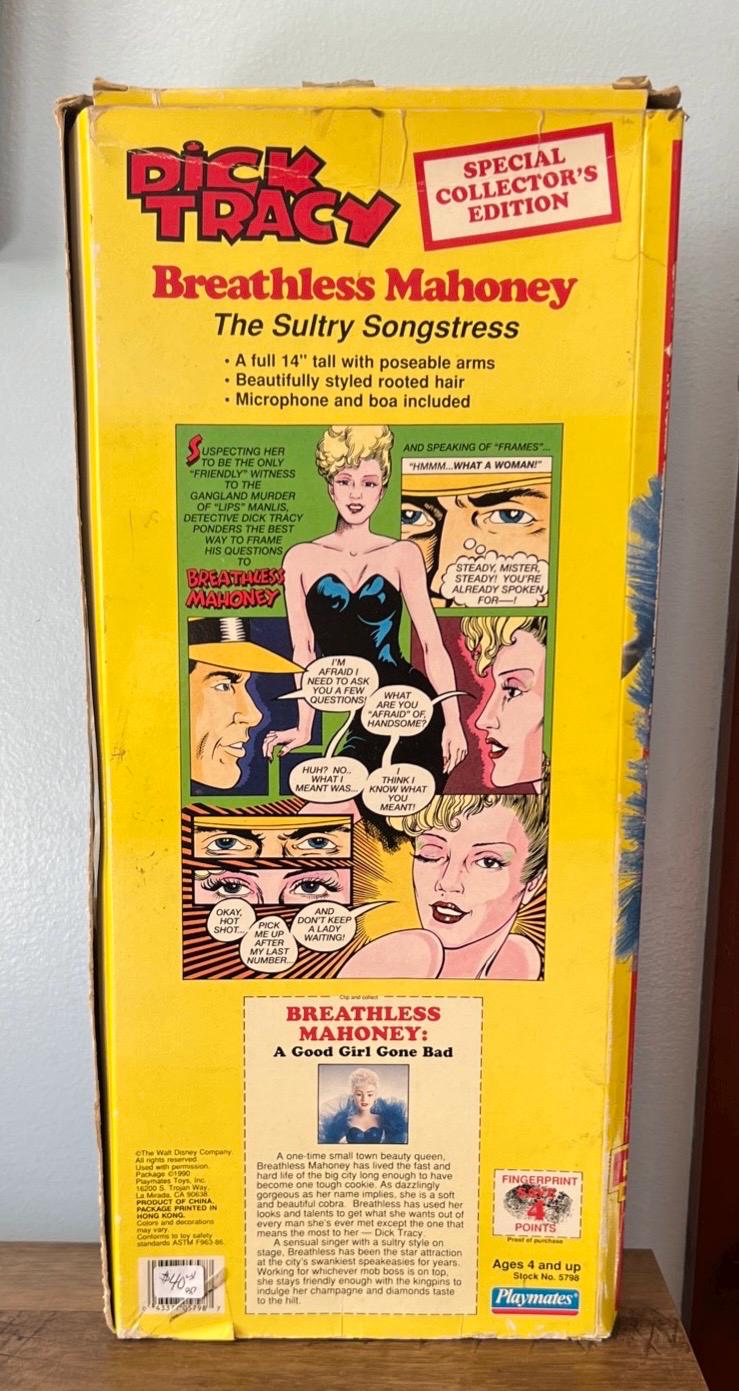 DICK
TRACY
SPECIAL
COLLECTOR'S
EDITION
Breathless Mahoney
The Sultry Songstress
• A full 14" tall with poseable arms
• Beautifully styled rooted hair
• Microphone and boa included
SUSPECTING HER
TO BE THE ONLY
"FRIENDLY" WITNESS
TO THE
GANGLAND MURDER
OF "LIPS" MANLIS,
DETECTIVE DICK TRACY
PONDERS THE BEST
WAY TO FRAME
HIS QUESTIONS
TO
BREATHLESS
MAHONEY
AND SPEAKING OF "FRAMES"...
"HMMM...WHAT A WOMAN!"
STEADY, MISTER,
STEADY! YOU'RE
ALREADY SPOKEN
FOR—!
I'M
AFRAID I
NEED TO ASK
YOU A FEW
QUESTIONS!
WHAT
ARE YOU
"AFRAID" OF,
HANDSOME?
HUH? NO..
WHAT I
MEANT WAS...
I
THINK I
KNOW WHAT
YOU
MEANT!
OKAY,
HOT
SHOT...
PICK
ME UP
AFTER
MY LAST
NUMBER...
AND
DON'T KEEP
A LADY
WAITING!
Clip and collect
BREATHLESS
MAHONEY:
A Good Girl Gone Bad
A one-time small town beauty queen,
Breathless Mahoney has lived the fast and
hard life of the big city long enough to have
become one tough cookie. As dazzlingly
gorgeous as her name implies, she is a soft
and beautiful cobra. Breathless has used her
looks and talents to get what she wants out of
every man she's ever met except the one that
means the most to her — Dick Tracy.
A sensual singer with a sultry style on
stage, Breathless has been the star attraction
at the city's swankiest speakeasies for years.
Working for whichever mob boss is on top,
she stays friendly enough with the kingpins to
indulge her champagne and diamonds taste
to the hilt.
©The Walt Disney Company.
All rights reserved.
Used with permission.
Package ©1990
Playmates Toys, Inc.
16200 S. Trojan Way,
La Mirada, CA 90638
PRODUCT OF CHINA.
PACKAGE PRINTED IN
HONG KONG.
Colors and decorations
may vary.
Conforms to toy safety
standards ASTM F963-86.
$40
05798 7
FINGERPRINT
4
POINTS
Proof of purchase
Ages 4 and up
Stock No. 5798
Playmates